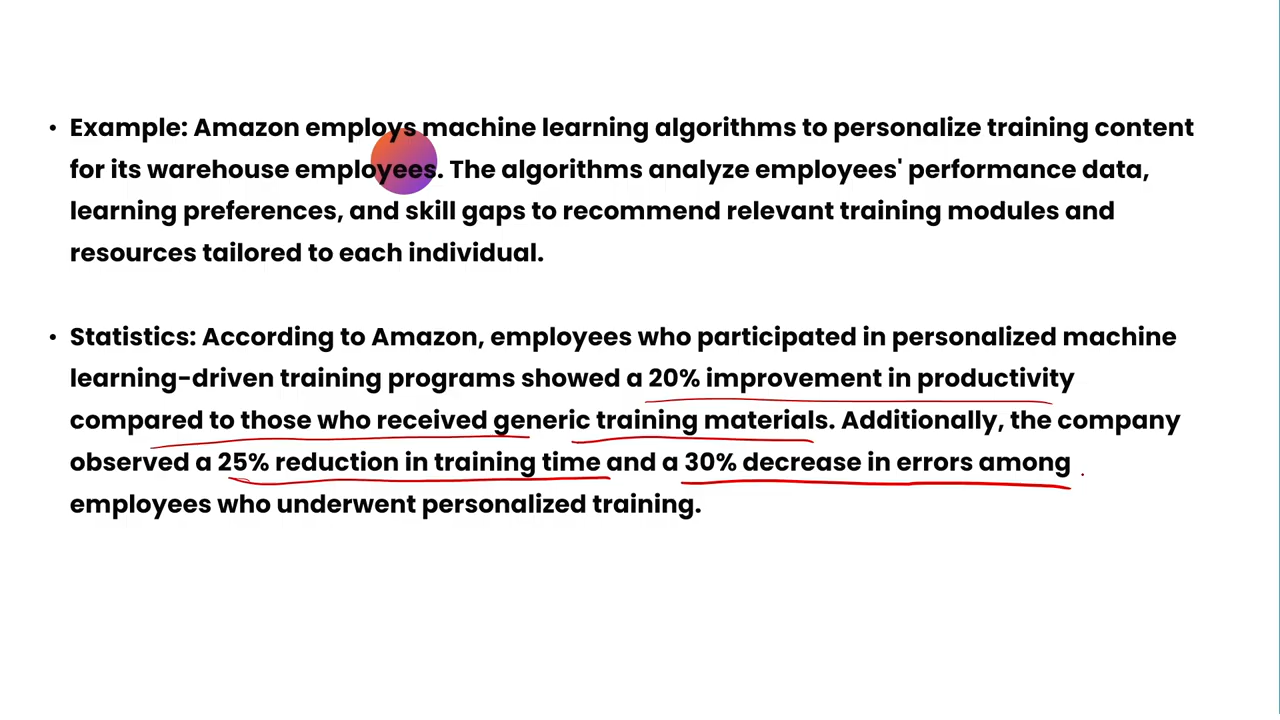 • Example: Amazon employs machine learning algorithms to personalize training content
for its warehouse employees. The algorithms analyze employees' performance data,
learning preferences, and skill gaps to recommend relevant training modules and
resources tailored to each individual.
• Statistics: According to Amazon, employees who participated in personalized machine
learning-driven training programs showed a 20% improvement in productivity
compared to those who received generic training materials. Additionally, the company
observed a 25% reduction in training time and a 30% decrease in errors among
employees who underwent personalized training.